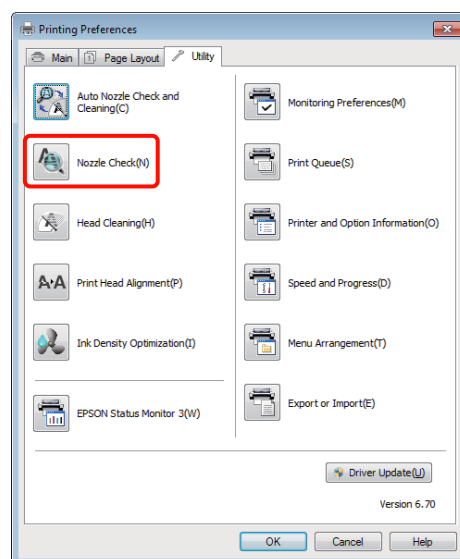 Printing Preferences
Main
Page Layout
Utility
Auto Nozzle Check and
Cleaning(C)
Nozzle Check(N)
Head Cleaning(H)
Print Head Alignment(P)
Ink Density Optimization(I)
EPSON Status Monitor 3(W)
Monitoring Preferences(M)
Print Queue(S)
Printer and Option Information(O)
Speed and Progress(D)
Menu Arrangement(T)
Export or Import(E)
Driver Update(U)
Version 6.70
OK
Cancel
Help